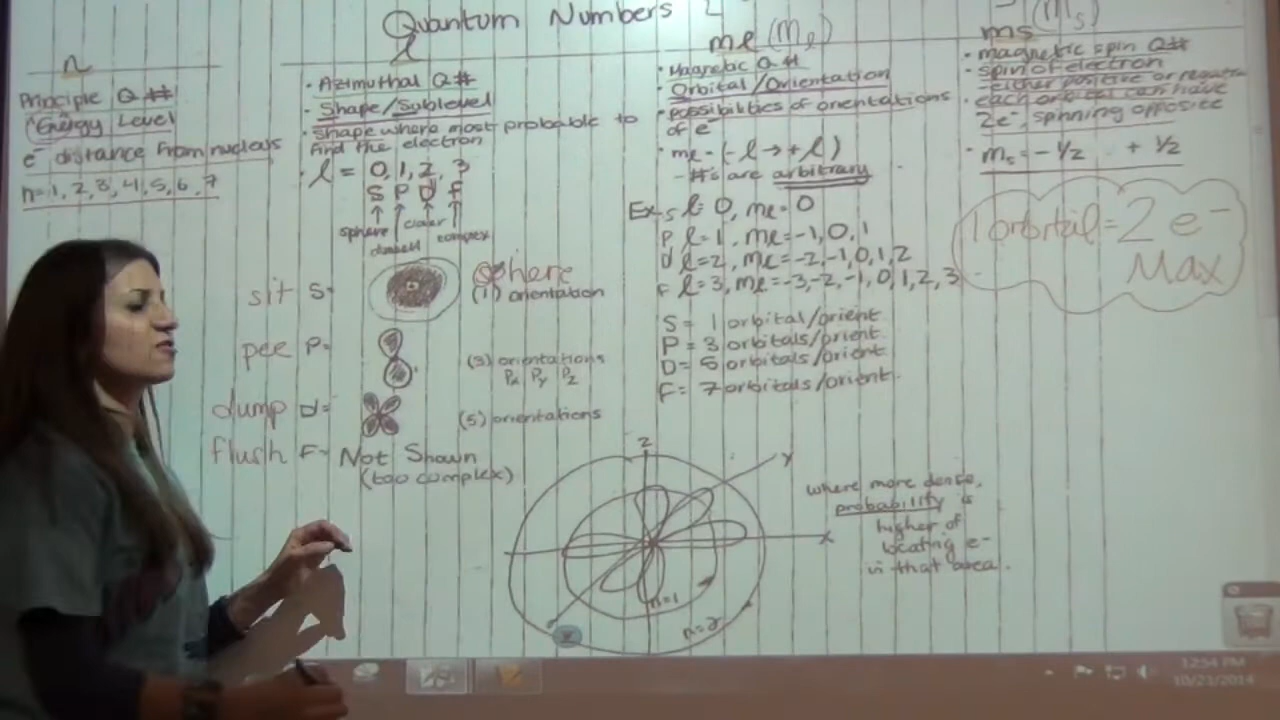 Quantum Numbers
n
Principle Q #
(Energy Level
e⁻ distance from nucleus
n=1, 2, 3, 4, 5, 6, 7
l
• Azimuthal Q#
• Shape/Sublevel
• Shape where most probable to
find the electron
• l = 0, 1, 2, 3
S P D f
sphere
clover
dumbell
complex
sit S=
Sphere
(1) orientation
pee P=
(3) orientations
Px Py Pz
dump d=
(5) orientations
flush F= Not Shown
(too complex)
ml (ml)
• Magnetic Q #
• Orbital/Orientation
• possibilities of orientations
of e⁻
• ml = (-l → +l)
- #'s are arbitrary
Ex. s l= 0, ml= 0
P l=1, ml=-1, 0, 1
d l=2, ml=-2,-1,0,1,2
F l=3, ml=-3,-2,-1, 0, 1, 2, 3
S = 1 orbital/orient
P = 3 orbitals/orient
D= 5 orbitals/orient
F= 7 orbitals/orient.
ms (ms)
• magnetic spin Q#
• spin of electron
• each orbital can have
2e⁻, spinning opposite
• ms = -1/2 + 1/2
1 orbital = 2 e⁻
Max
z
y
x
n=1
n=2
where more dense,
probability is
higher of
locating e-
in that area.
12:54 PM
10/23/2014